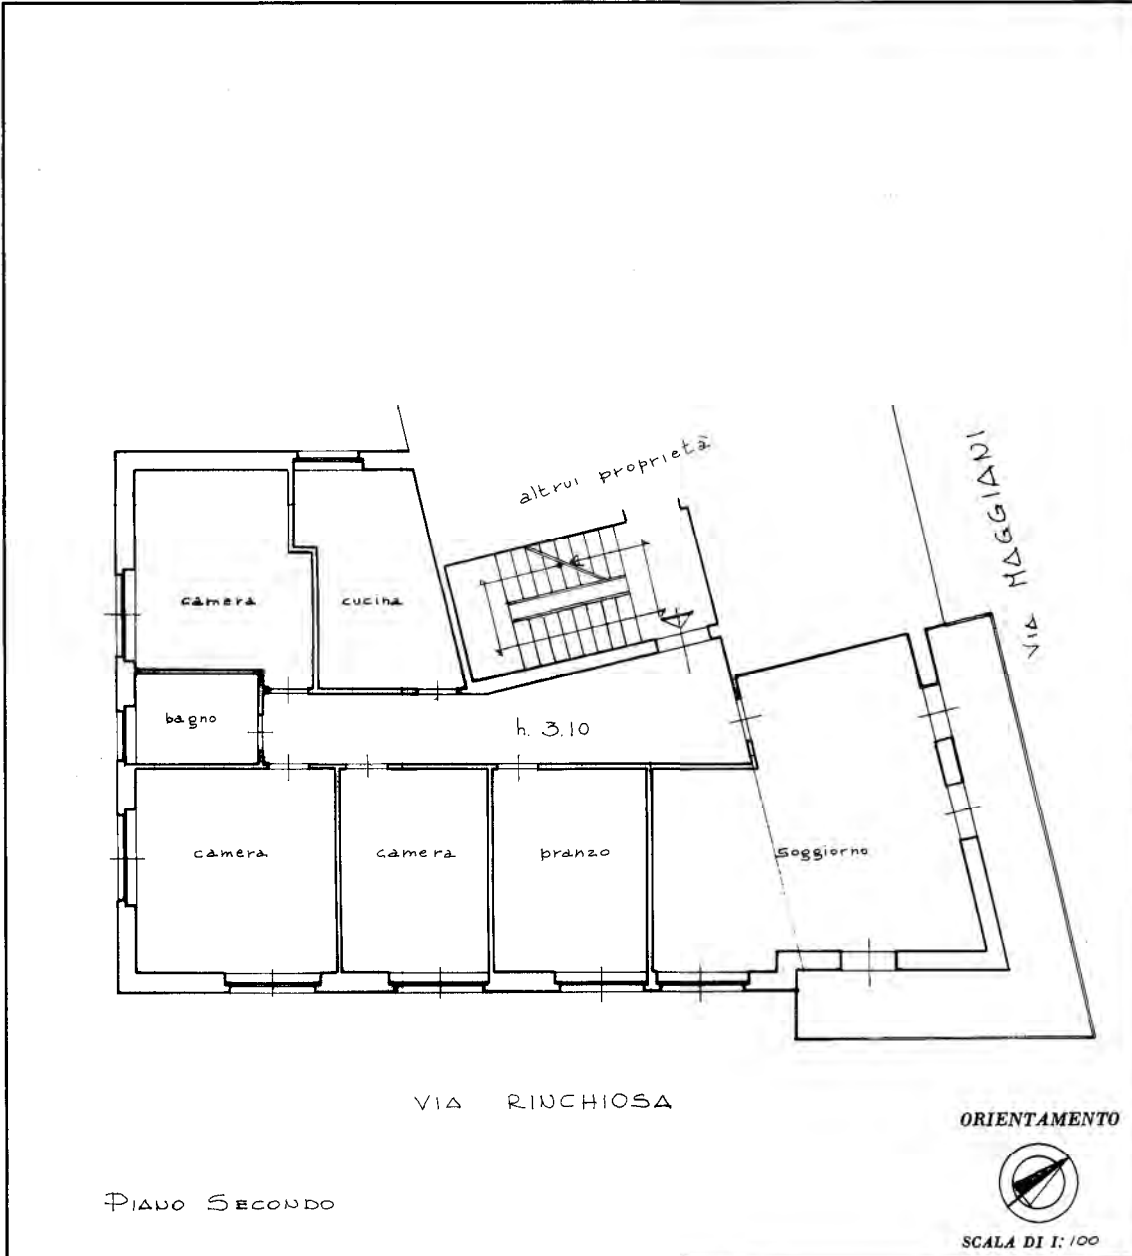 altrui proprietà
VIA MAGGIANI
camera
cucina
bagno
h. 3.10
camera
camera
pranzo
soggiorno
VIA RINCHIOSA
ORIENTAMENTO
PIANO SECONDO
SCALA DI 1:100